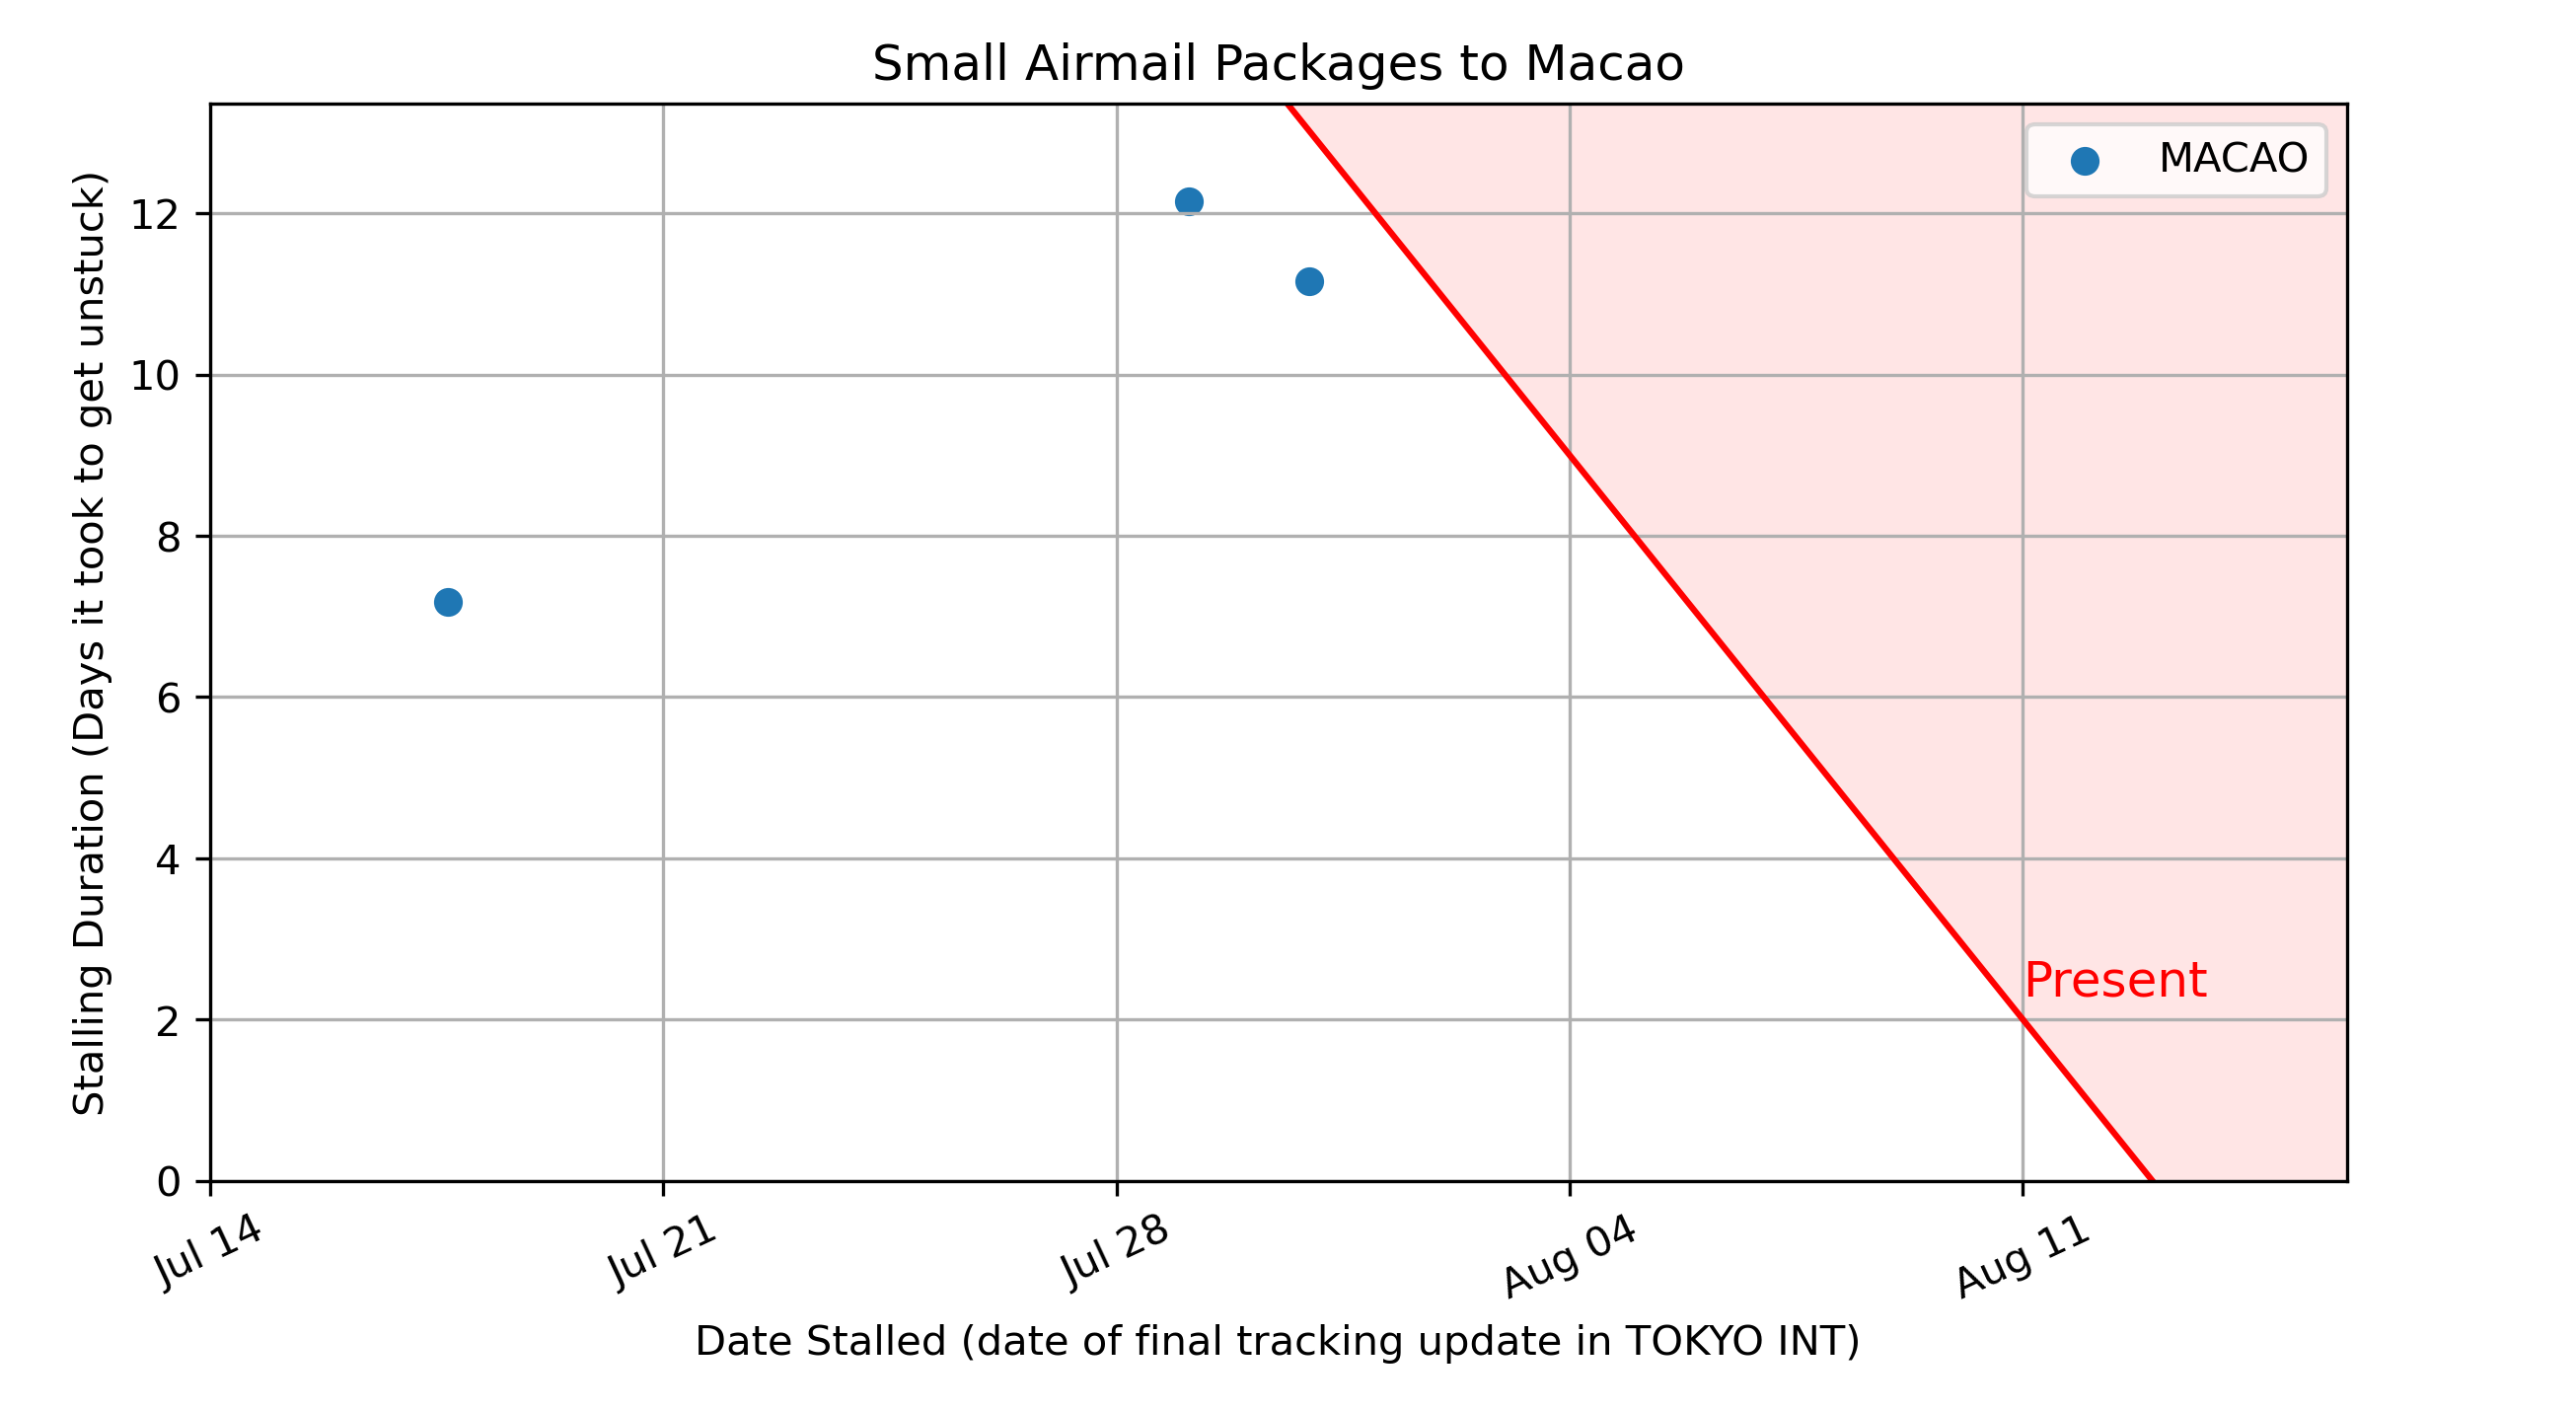 Small Airmail Packages to Macao
MACAO
Stalling Duration (Days it took to get unstuck)
12
10
8
6
4
2
0
Present
Jul 14
Jul 21
Jul 28
Aug 04
Aug 11
Date Stalled (date of final tracking update in TOKYO INT)